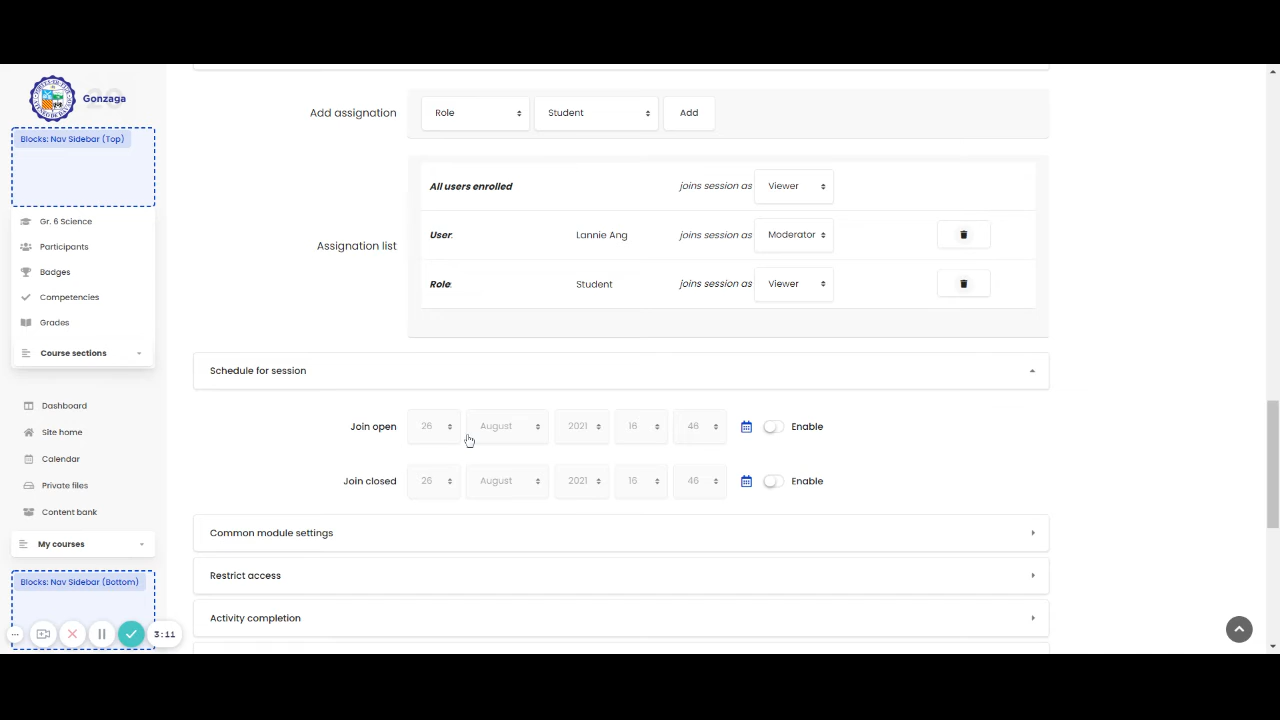 Gonzaga
Blocks: Nav Sidebar (Top)
Gr. 6 Science
Participants
Badges
Competencies
Grades
Course sections
Dashboard
Site home
Calendar
Private files
Content bank
My courses
Blocks: Nav Sidebar (Bottom)
3:11
Add assignation Role Student Add
Assignation list
All users enrolled joins session as Viewer
User: Lannie Ang joins session as Moderator
Role: Student joins session as Viewer
Schedule for session
Join open 26 August 2021 16 46 Enable
Join closed 26 August 2021 16 46 Enable
Common module settings
Restrict access
Activity completion